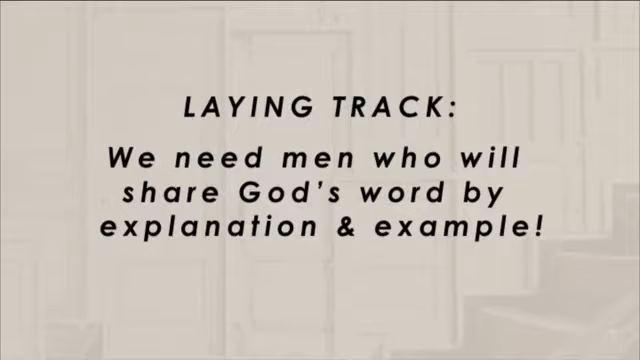 LAYING TRACK:
We need men who will
share God's word by
explanation & example!